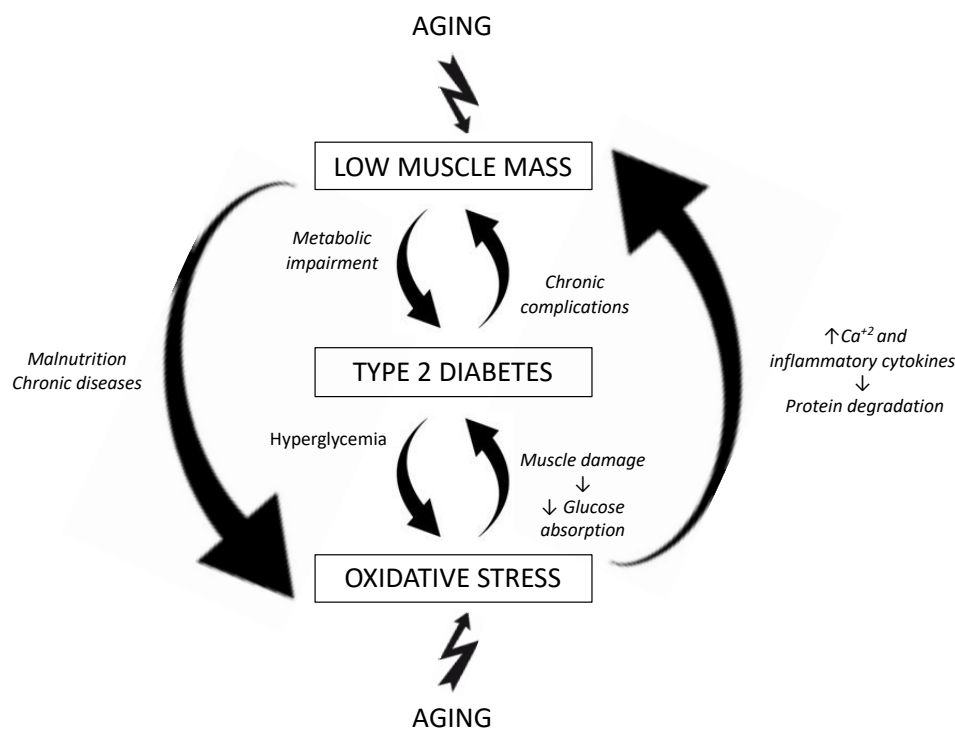 AGING
LOW MUSCLE MASS
Metabolic
impairment
Chronic
complications
Malnutrition
Chronic diseases
TYPE 2 DIABETES
↑Ca⁺² and
inflammatory cytokines
↓
Protein degradation
Hyperglycemia
Muscle damage
↓
↓ Glucose
absorption
OXIDATIVE STRESS
AGING